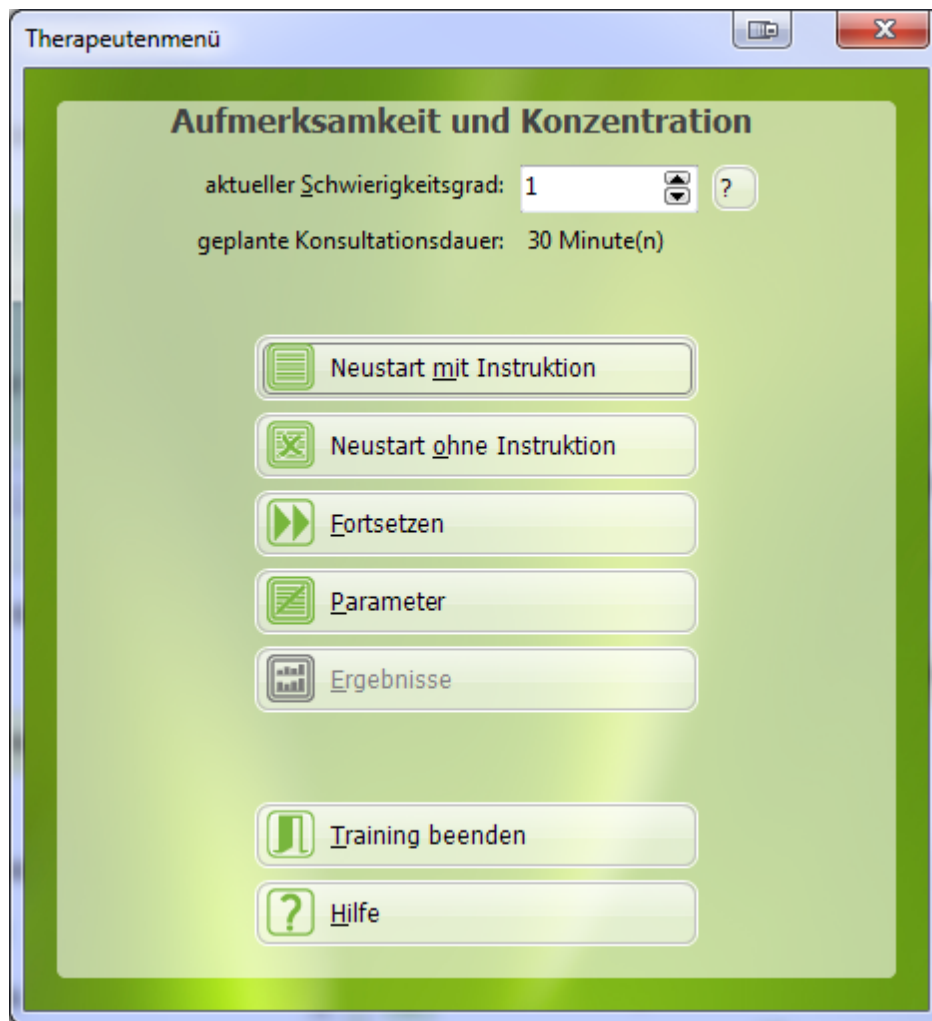 Therapeutenmenü
Aufmerksamkeit und Konzentration
aktueller Schwierigkeitsgrad: 1 ?
geplante Konsultationsdauer: 30 Minute(n)
Neustart mit Instruktion
Neustart ohne Instruktion
Fortsetzen
Parameter
Ergebnisse
Training beenden
Hilfe